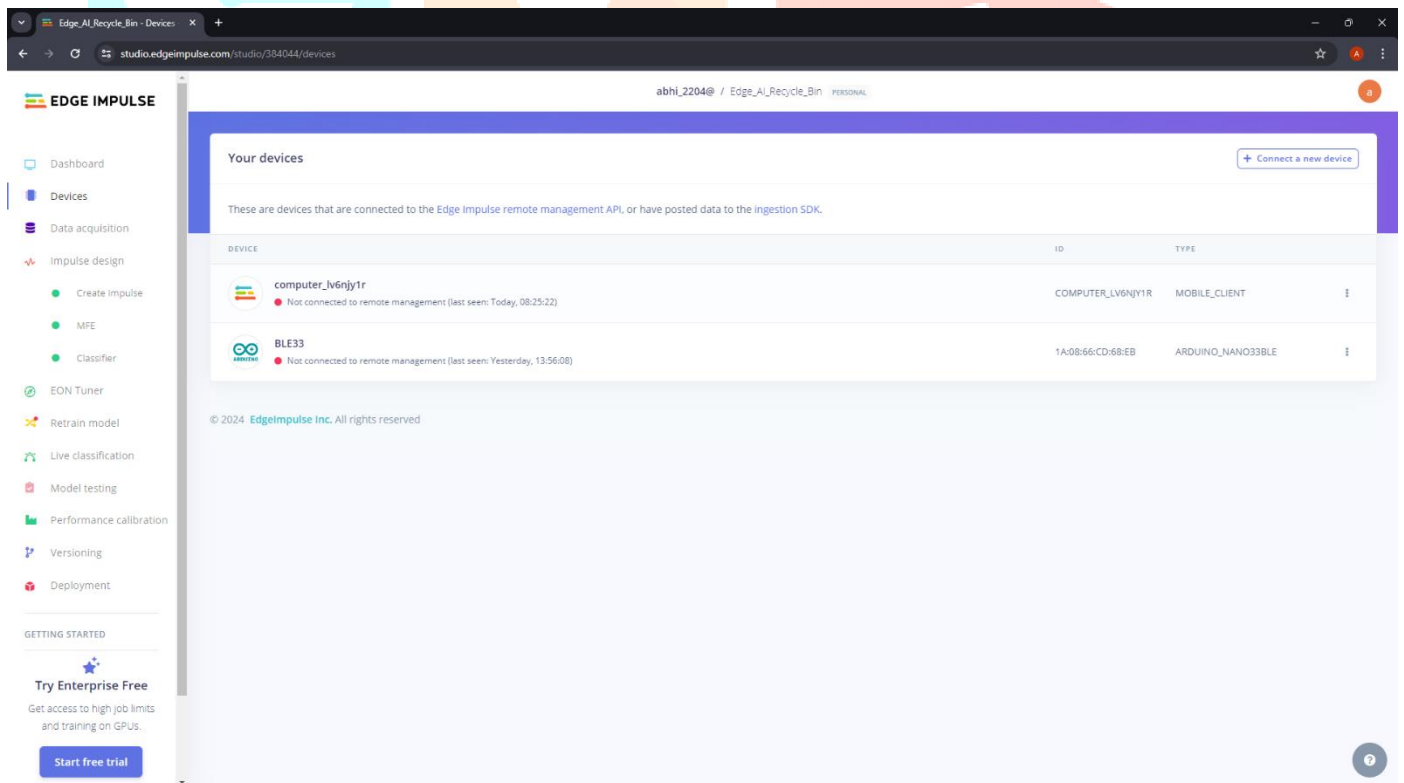 Edge_AI_Recycle_Bin - Devices
studio.edgeimpulse.com/studio/384044/devices
A
EDGE IMPULSE
abhi_2204@ / Edge_AI_Recycle_Bin PERSONAL
a
Dashboard
Devices
Data acquisition
Impulse design
Create impulse
MFE
Classifier
EON Tuner
Retrain model
Live classification
Model testing
Performance calibration
Versioning
Deployment
GETTING STARTED
Try Enterprise Free
Get access to high job limits
and training on GPUs.
Start free trial
Your devices
+ Connect a new device
These are devices that are connected to the Edge Impulse remote management API, or have posted data to the ingestion SDK.
DEVICE ID TYPE
computer_lv6njy1r
Not connected to remote management (last seen: Today, 08:25:22)
COMPUTER_LV6NJY1R MOBILE_CLIENT
ARDUINO
BLE33
Not connected to remote management (last seen: Yesterday, 13:56:08)
1A:08:66:CD:68:EB ARDUINO_NANO33BLE
© 2024 EdgeImpulse Inc. All rights reserved
?